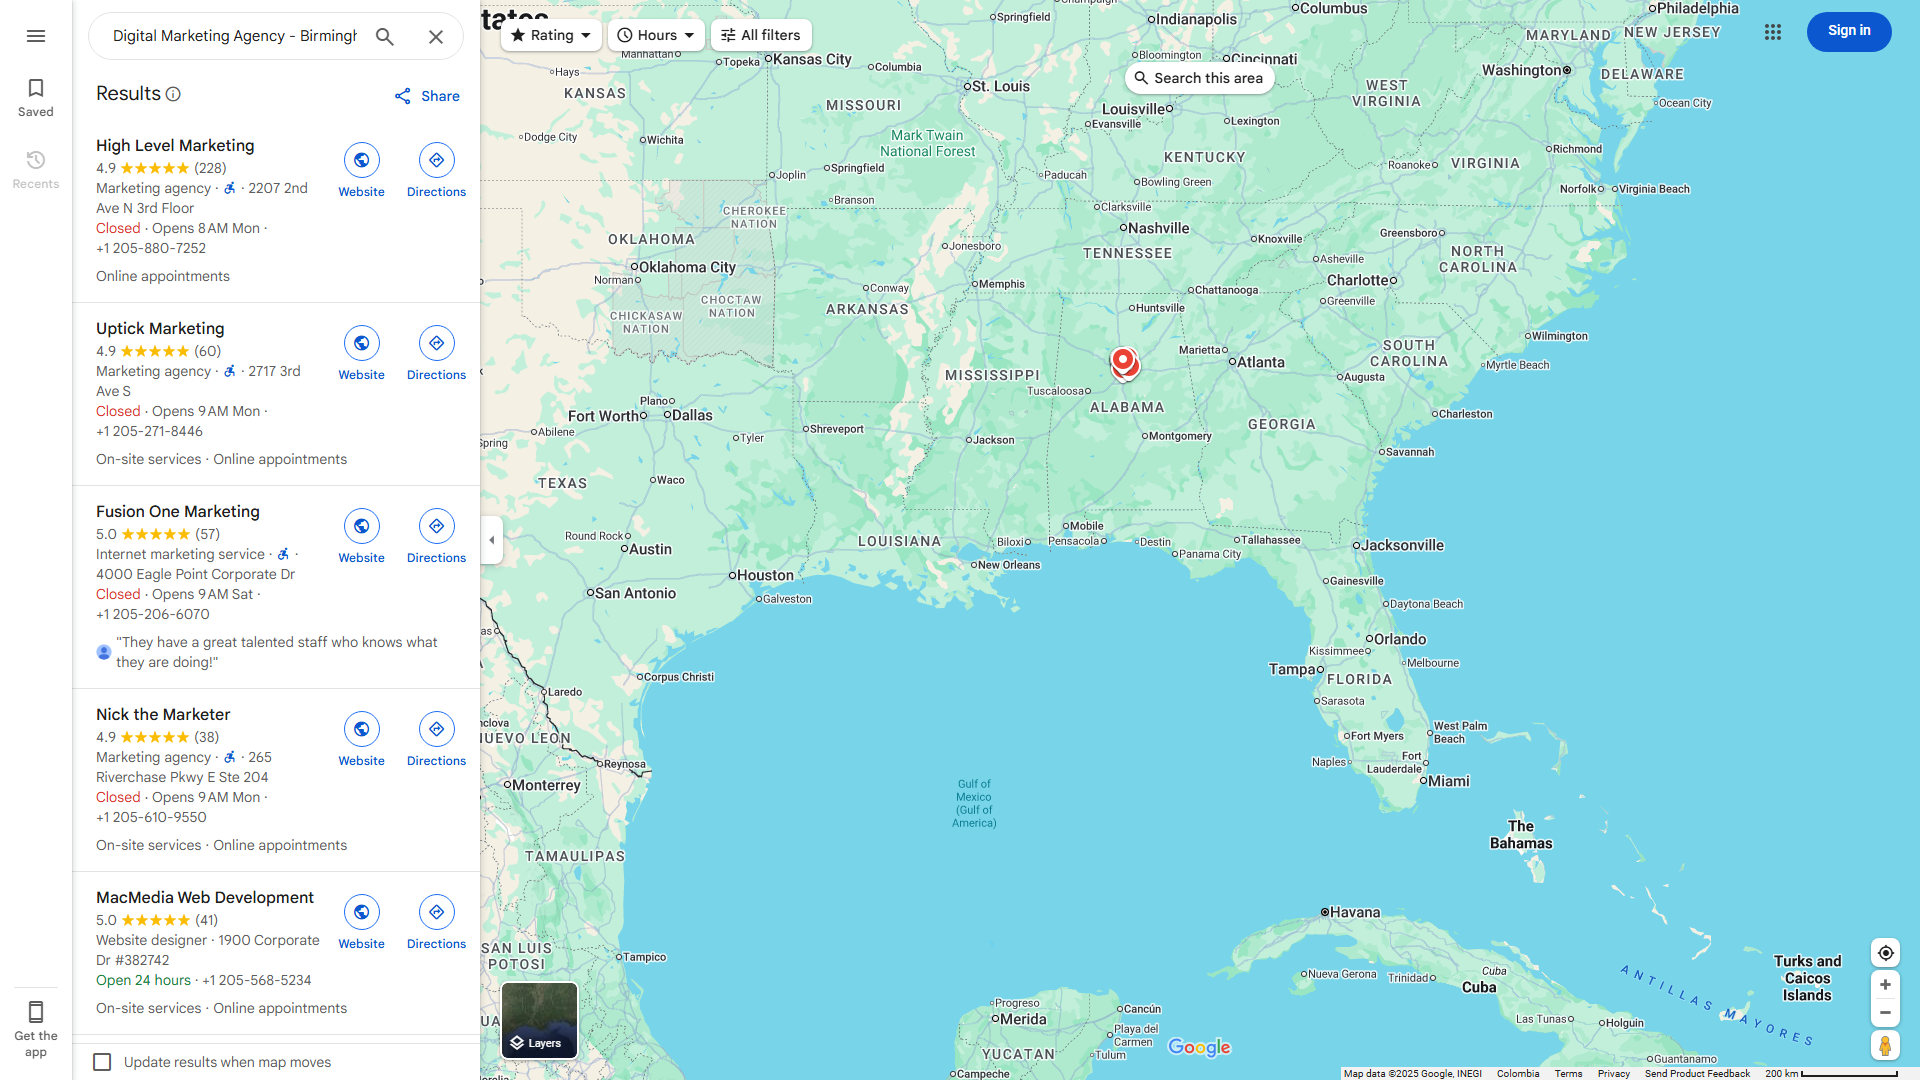 Digital Marketing Agency - Birmingh
Saved
Recents
Get the
app
Results
Share
High Level Marketing
4.9 (228)
Marketing agency · · 2207 2nd
Ave N 3rd Floor
Closed · Opens 8 AM Mon ·
+1 205-880-7252
Online appointments
Website
Directions
Uptick Marketing
4.9 (60)
Marketing agency · · 2717 3rd
Ave S
Closed · Opens 9 AM Mon ·
+1 205-271-8446
On-site services · Online appointments
Website
Directions
Fusion One Marketing
5.0 (57)
Internet marketing service · ·
4000 Eagle Point Corporate Dr
Closed · Opens 9 AM Sat ·
+1 205-206-6070
"They have a great talented staff who knows what
they are doing!"
Website
Directions
Nick the Marketer
4.9 (38)
Marketing agency · · 265
Riverchase Pkwy E Ste 204
Closed · Opens 9 AM Mon ·
+1 205-610-9550
On-site services · Online appointments
Website
Directions
MacMedia Web Development
5.0 (41)
Website designer · 1900 Corporate
Dr #382742
Open 24 hours · +1 205-568-5234
On-site services · Online appointments
Website
Directions
Update results when map moves
Rating
Hours
All filters
Search this area
Sign in
Springfield
Indianapolis
Columbus
Philadelphia
MARYLAND
NEW JERSEY
Manhattan
Topeka
Kansas City
Columbia
Bloomington
Cincinnati
Washington
DELAWARE
Hays
KANSAS
St. Louis
MISSOURI
WEST
VIRGINIA
Louisville
Evansville
Lexington
Ocean City
Dodge City
Wichita
Mark Twain
National Forest
KENTUCKY
Richmond
VIRGINIA
Roanoke
Joplin
Springfield
Paducah
Bowling Green
Norfolk
Virginia Beach
Branson
Clarksville
CHEROKEE
NATION
Nashville
Knoxville
Greensboro
OKLAHOMA
Jonesboro
TENNESSEE
NORTH
CAROLINA
Asheville
Oklahoma City
Norman
Charlotte
Conway
Memphis
Chattanooga
Greenville
CHOCTAW
NATION
ARKANSAS
Huntsville
CHICKASAW
NATION
Wilmington
Marietta
Atlanta
SOUTH
CAROLINA
Myrtle Beach
MISSISSIPPI
Tuscaloosa
Augusta
Plano
Fort Worth
Dallas
ALABAMA
Charleston
Abilene
Tyler
Shreveport
GEORGIA
Spring
Jackson
Montgomery
Savannah
TEXAS
Waco
Mobile
Round Rock
Austin
LOUISIANA
Biloxi
Pensacola
Destin
Panama City
Tallahassee
Jacksonville
New Orleans
Houston
San Antonio
Galveston
Gainesville
Daytona Beach
Orlando
Kissimmee
Tampa
Melbourne
FLORIDA
Sarasota
Corpus Christi
Laredo
nclova
NUEVO LEON
West Palm
Beach
Fort Myers
Naples
Fort
Lauderdale
Miami
Reynosa
Monterrey
Gulf of
Mexico
(Gulf of
America)
The
Bahamas
TAMAULIPAS
Havana
SAN LUIS
POTOSI
Tampico
Nueva Gerona
Trinidad
Cuba
Cuba
Turks and
Caicos
Islands
ANTILLAS MAYORES
Progreso
Merida
Cancún
Playa del
Carmen
Tulum
YUCATAN
Campeche
Las Tunas
Holguin
Guantanamo
Layers
Google
Map data ©2025 Google, INEGI
Colombia
Terms
Privacy
Send Product Feedback
200 km